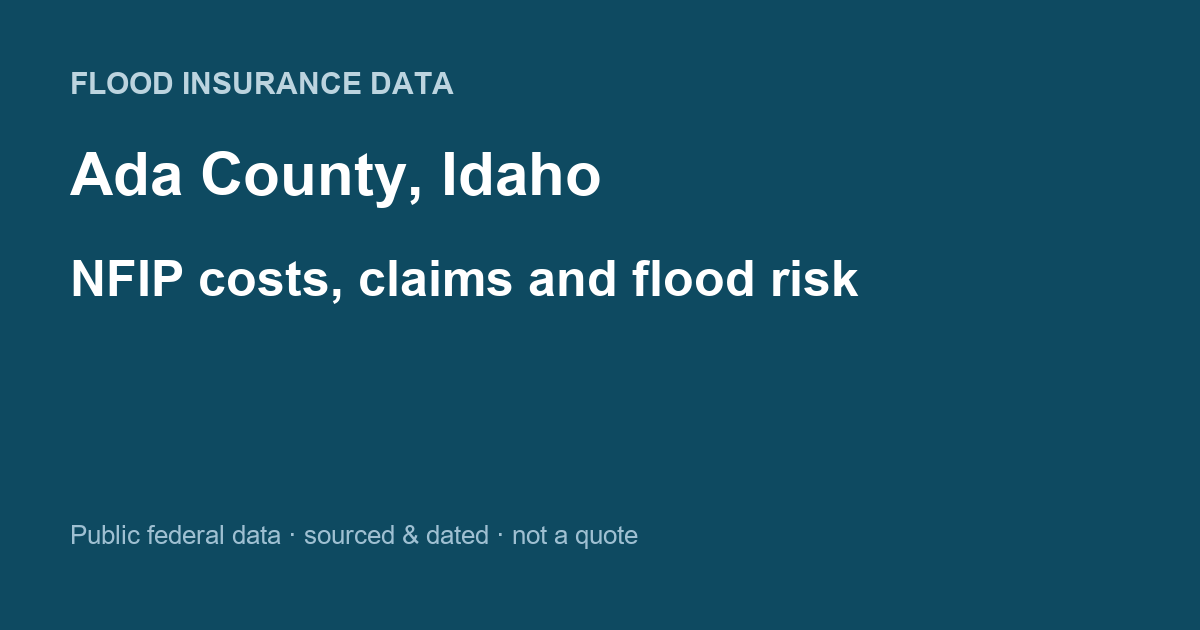 FLOOD INSURANCE DATA
Ada County, Idaho
NFIP costs, claims and flood risk
Public federal data · sourced & dated · not a quote